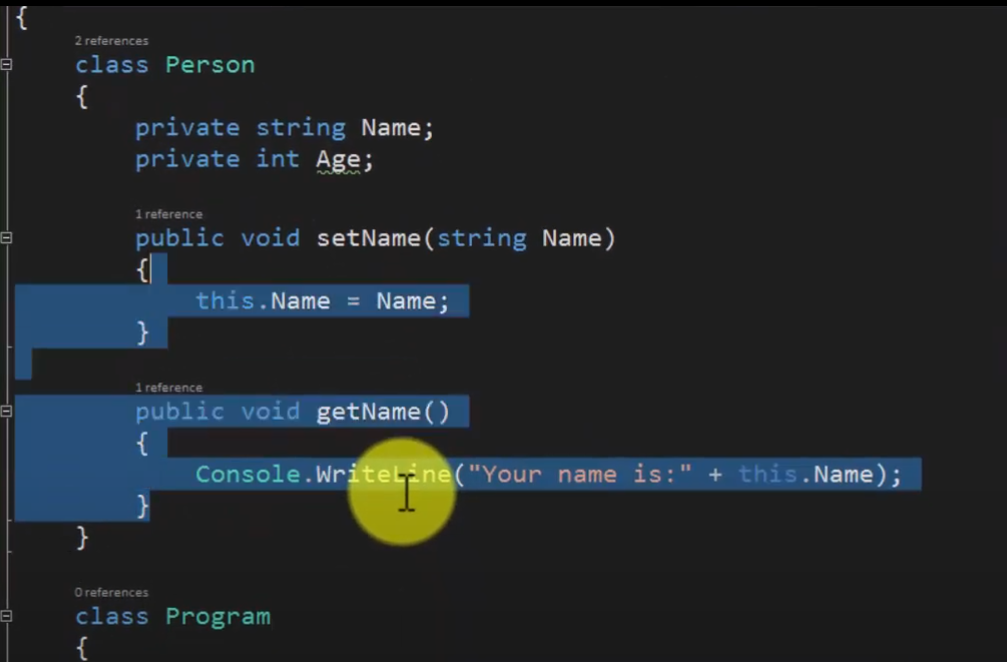 {
2 references
class Person
{
private string Name;
private int Age;
1 reference
public void setName(string Name)
{
this.Name = Name;
}
1 reference
public void getName()
{
Console.WriteLine("Your name is:" + this.Name);
}
}
0 references
class Program
{